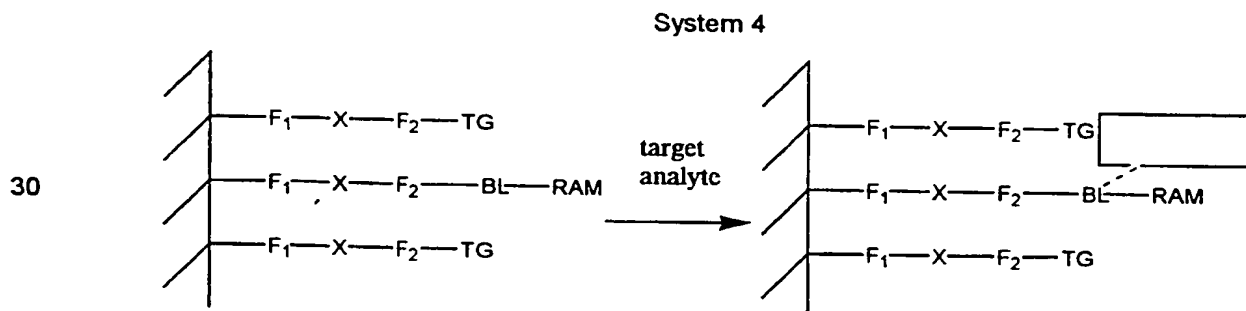 System 4
F₁—X—F₂—TG
F₁—X—F₂—BL—RAM
F₁—X—F₂—TG
30
target
analyte
F₁—X—F₂—TG
F₁—X—F₂—BL—RAM
F₁—X—F₂—TG